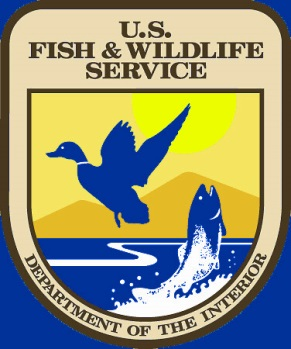 U.S.
FISH & WILDLIFE
SERVICE
DEPARTMENT OF THE INTERIOR